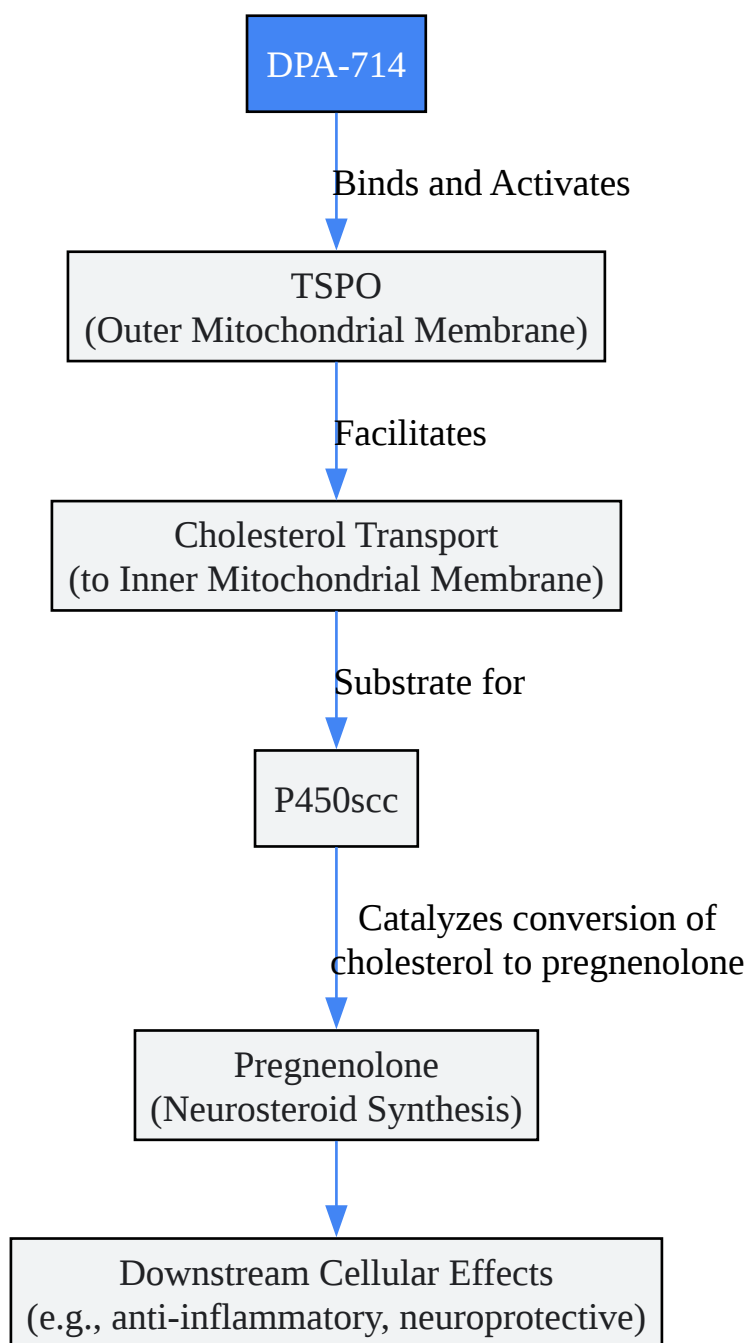 DPA-714
Binds and Activates
TSPO
(Outer Mitochondrial Membrane)
Facilitates
Cholesterol Transport
(to Inner Mitochondrial Membrane)
Substrate for
P450scc
Catalyzes conversion of
cholesterol to pregnenolone
Pregnenolone
(Neurosteroid Synthesis)
Downstream Cellular Effects
(e.g., anti-inflammatory, neuroprotective)